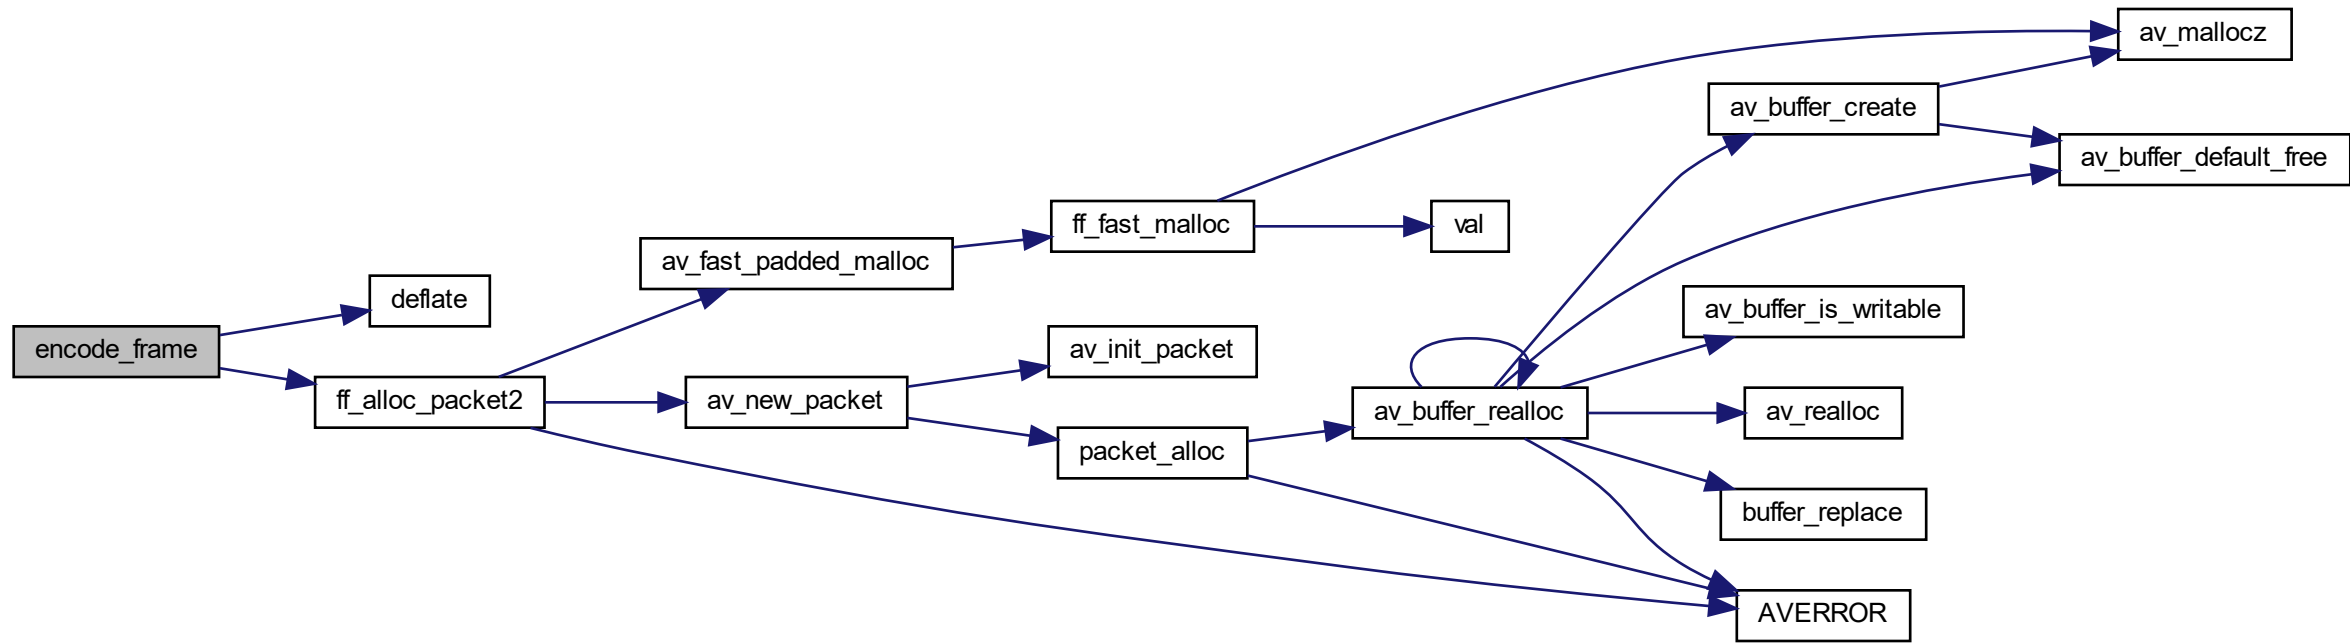 encode_frame
deflate
ff_alloc_packet2
av_fast_padded_malloc
av_new_packet
ff_fast_malloc
av_init_packet
packet_alloc
val
av_buffer_realloc
av_mallocz
av_buffer_create
av_buffer_default_free
av_buffer_is_writable
av_realloc
buffer_replace
AVERROR